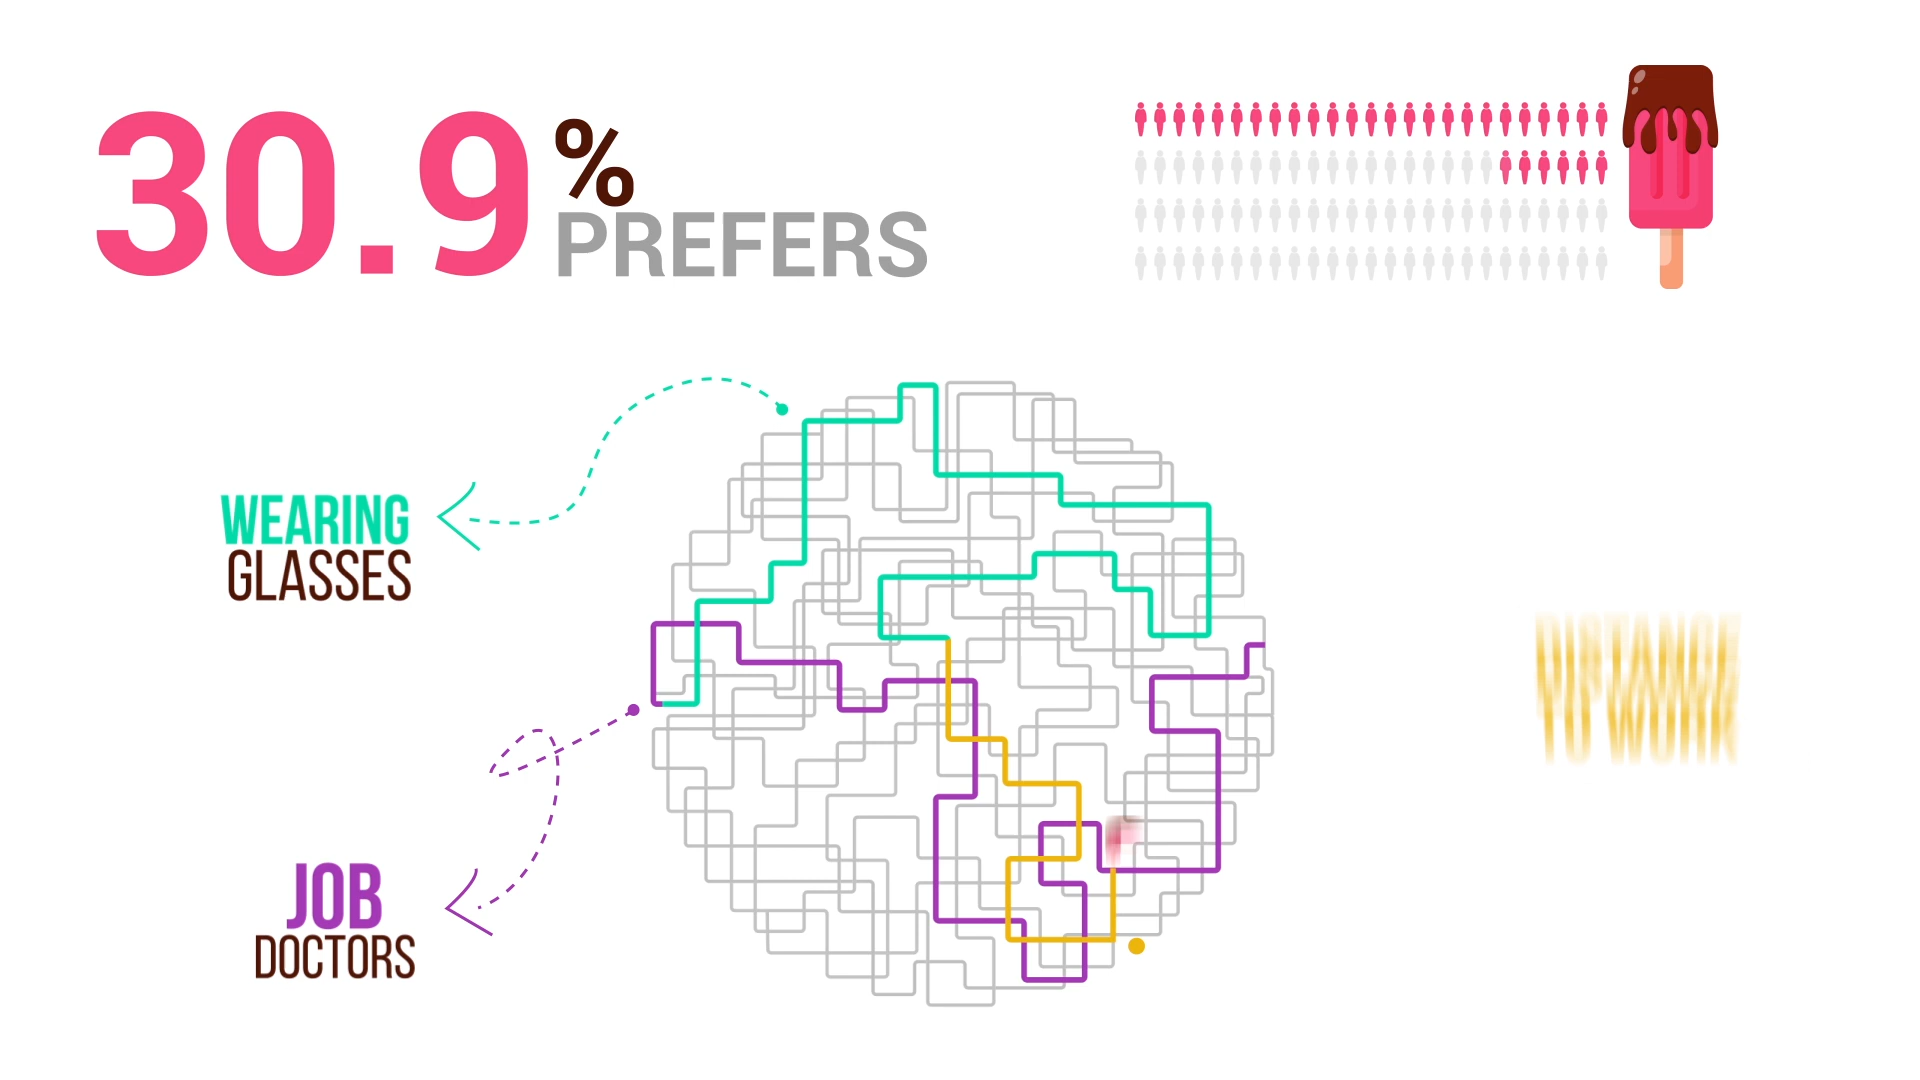 30.9%
PREFERS
WEARING
GLASSES
JOB
DOCTORS